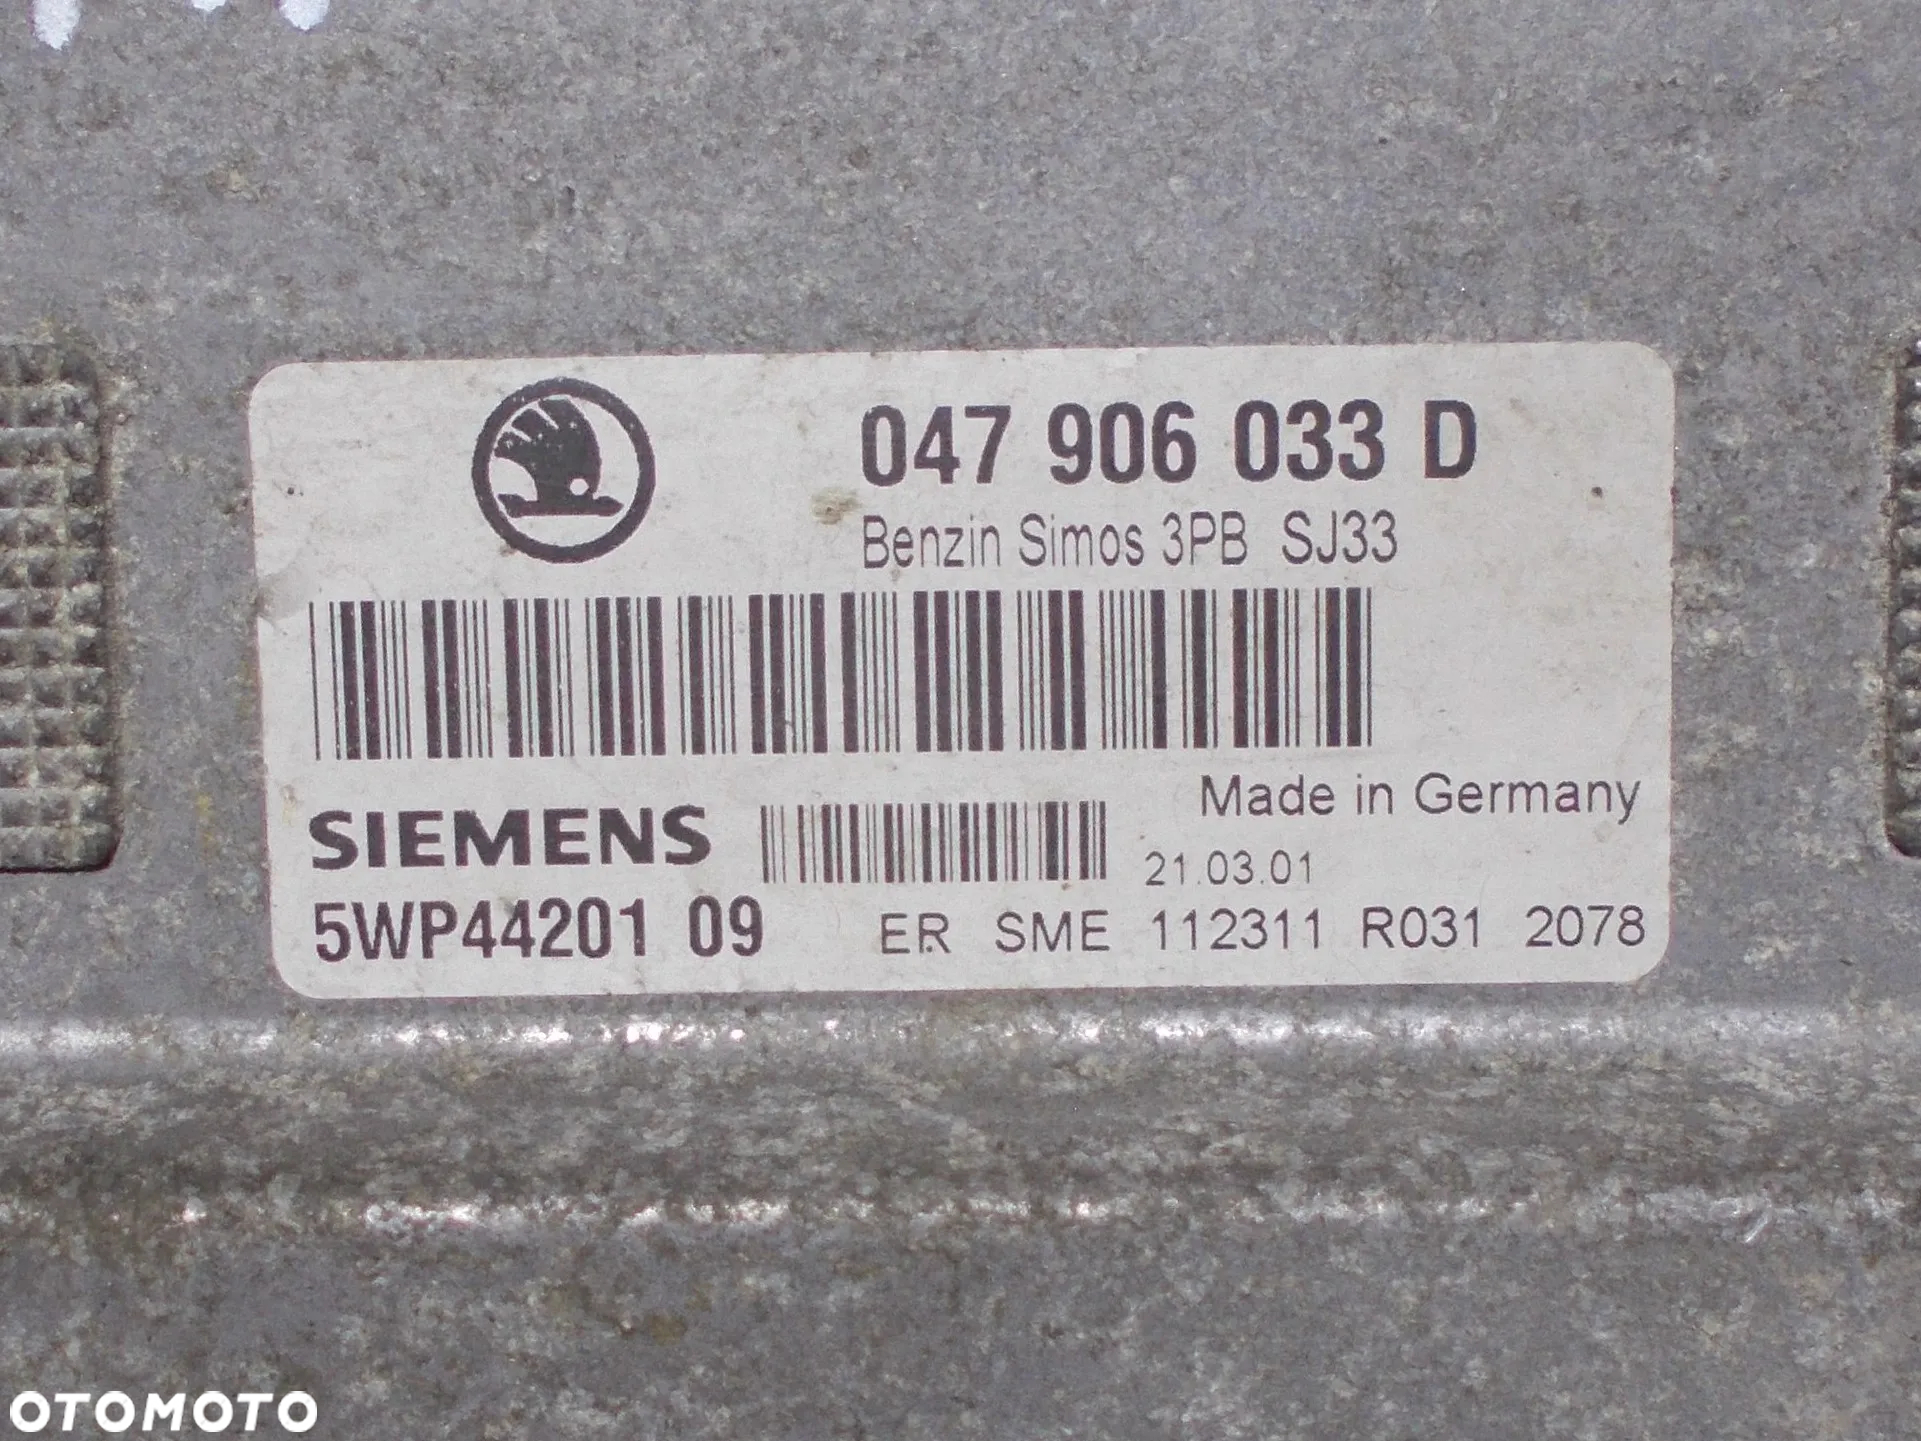 047 906 033 D
Benzin Simos 3PB SJ33
Made in Germany
SIEMENS
21.03.01
5WP44201 09 ER SME 112311 R031 2078
OTOMOTO